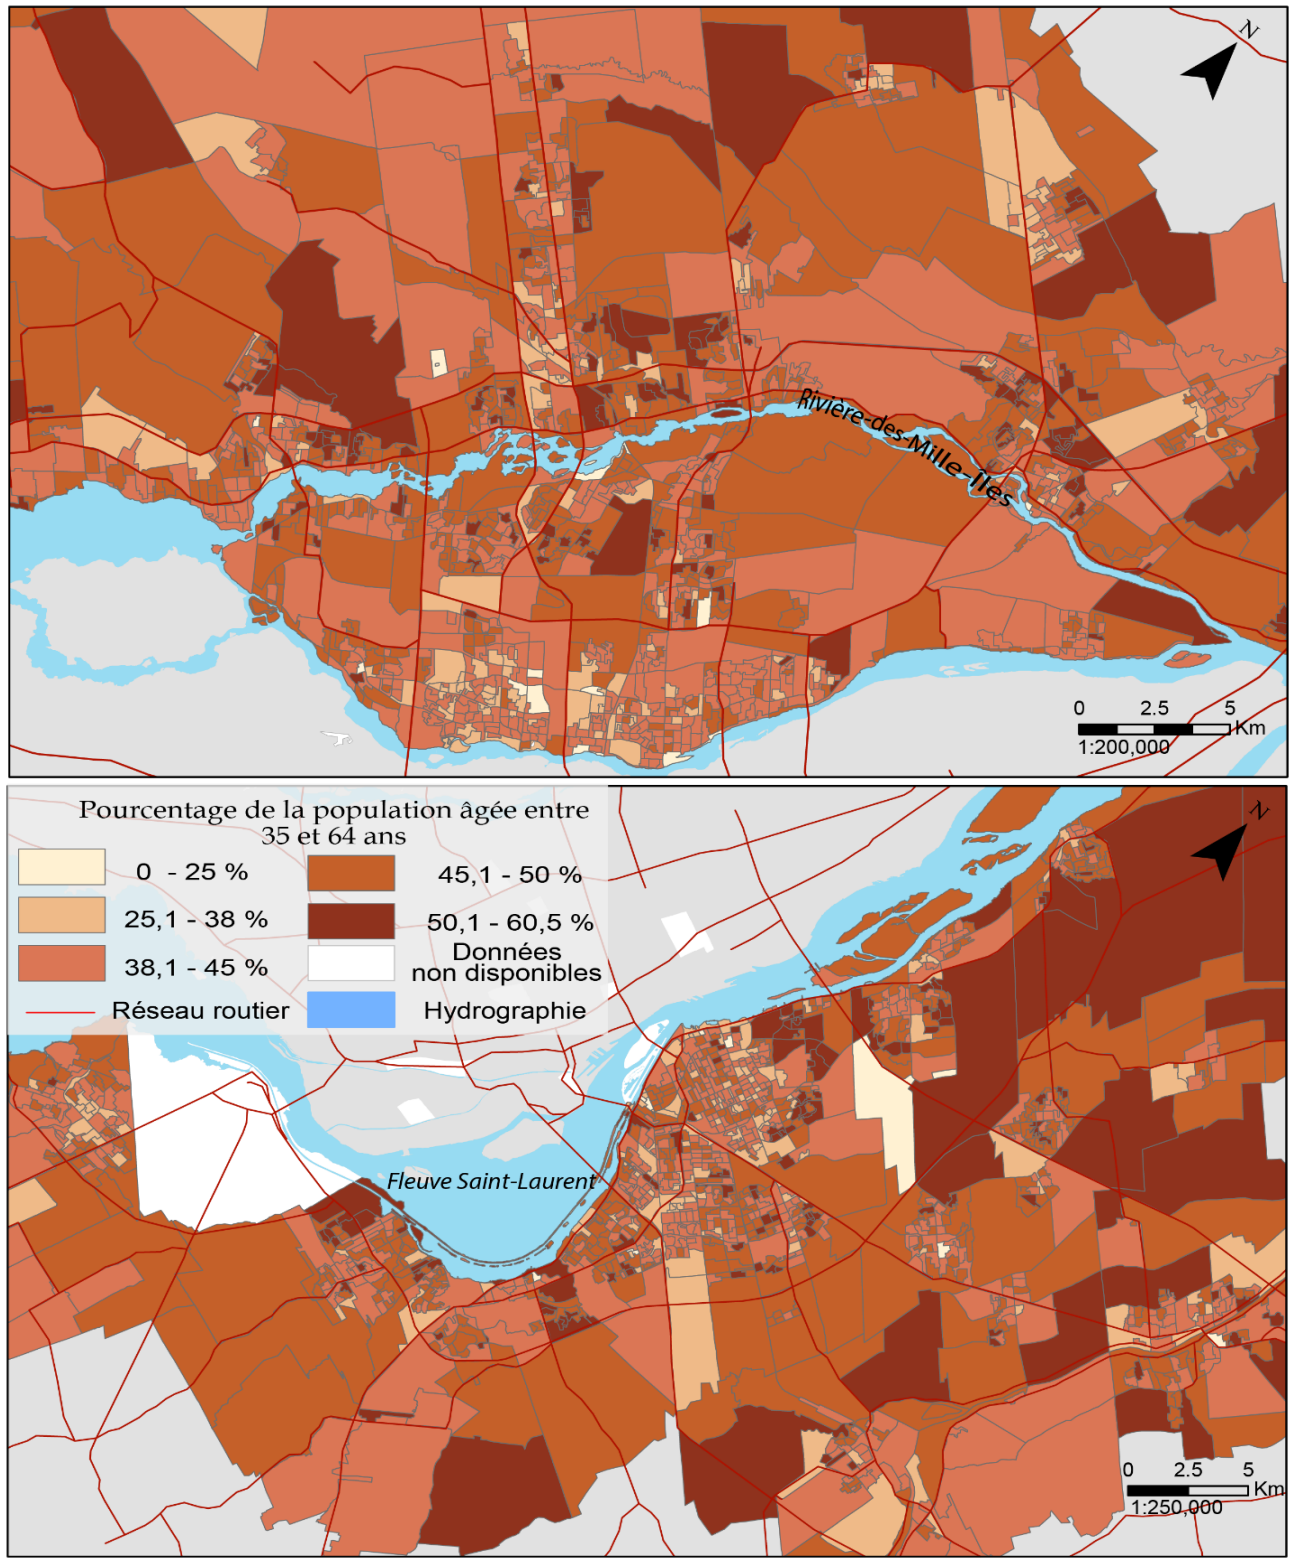 N
Rivière-des-Mille-Îles
0 2.5 5
Km
1:200,000
Pourcentage de la population âgée entre
35 et 64 ans
0 - 25 %
45,1 - 50 %
25,1 - 38 %
50,1 - 60,5 %
38,1 - 45 %
Données
non disponibles
Réseau routier
Hydrographie
N
Fleuve Saint-Laurent
0 2.5 5
Km
1:250,000